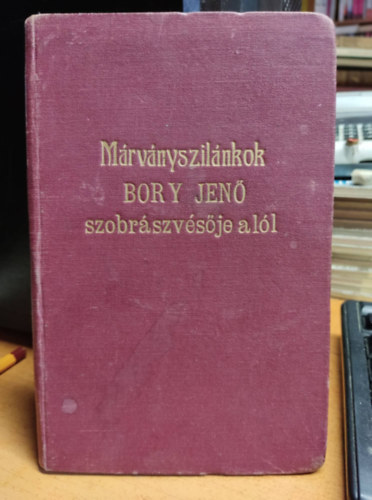 Márványszilánkok
BORY JENŐ
szobrászvésője alól